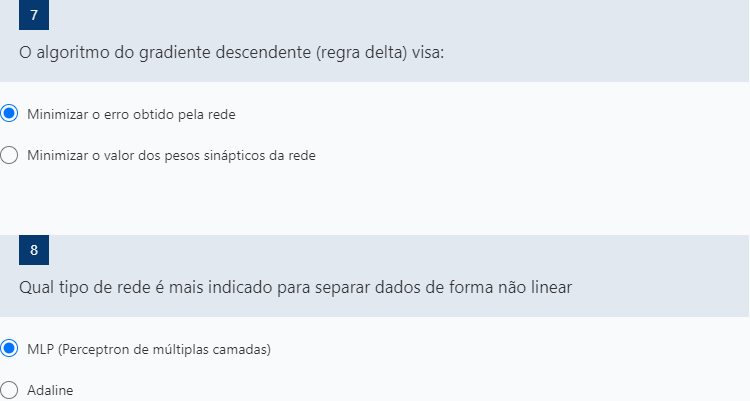 7
O algoritmo do gradiente descendente (regra delta) visa:
Minimizar o erro obtido pela rede
Minimizar o valor dos pesos sinápticos da rede
8
Qual tipo de rede é mais indicado para separar dados de forma não linear
MLP (Perceptron de múltiplas camadas)
Adaline